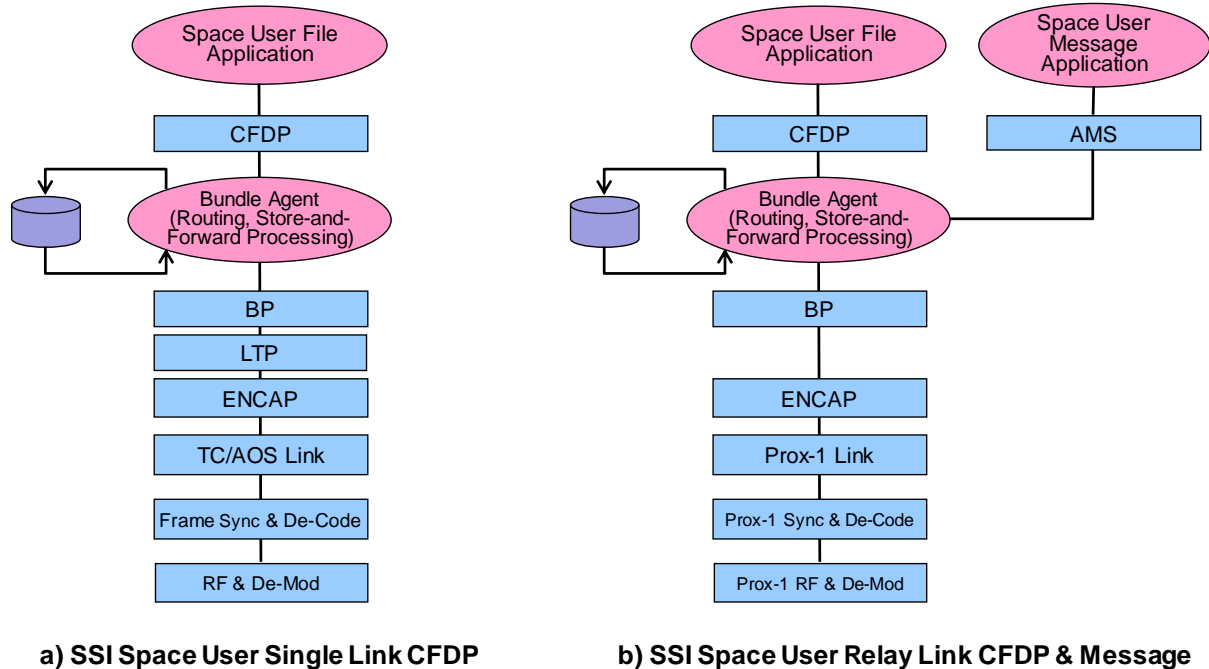 Space User File
Application
CFDP
Bundle Agent
(Routing, Store-and-
Forward Processing)
BP
LTP
ENCAP
TC/AOS Link
Frame Sync & De-Code
RF & De-Mod
a) SSI Space User Single Link CFDP
Space User File
Application
Space User
Message
Application
CFDP
AMS
Bundle Agent
(Routing, Store-and-
Forward Processing)
BP
ENCAP
Prox-1 Link
Prox-1 Sync & De-Code
Prox-1 RF & De-Mod
b) SSI Space User Relay Link CFDP & Message